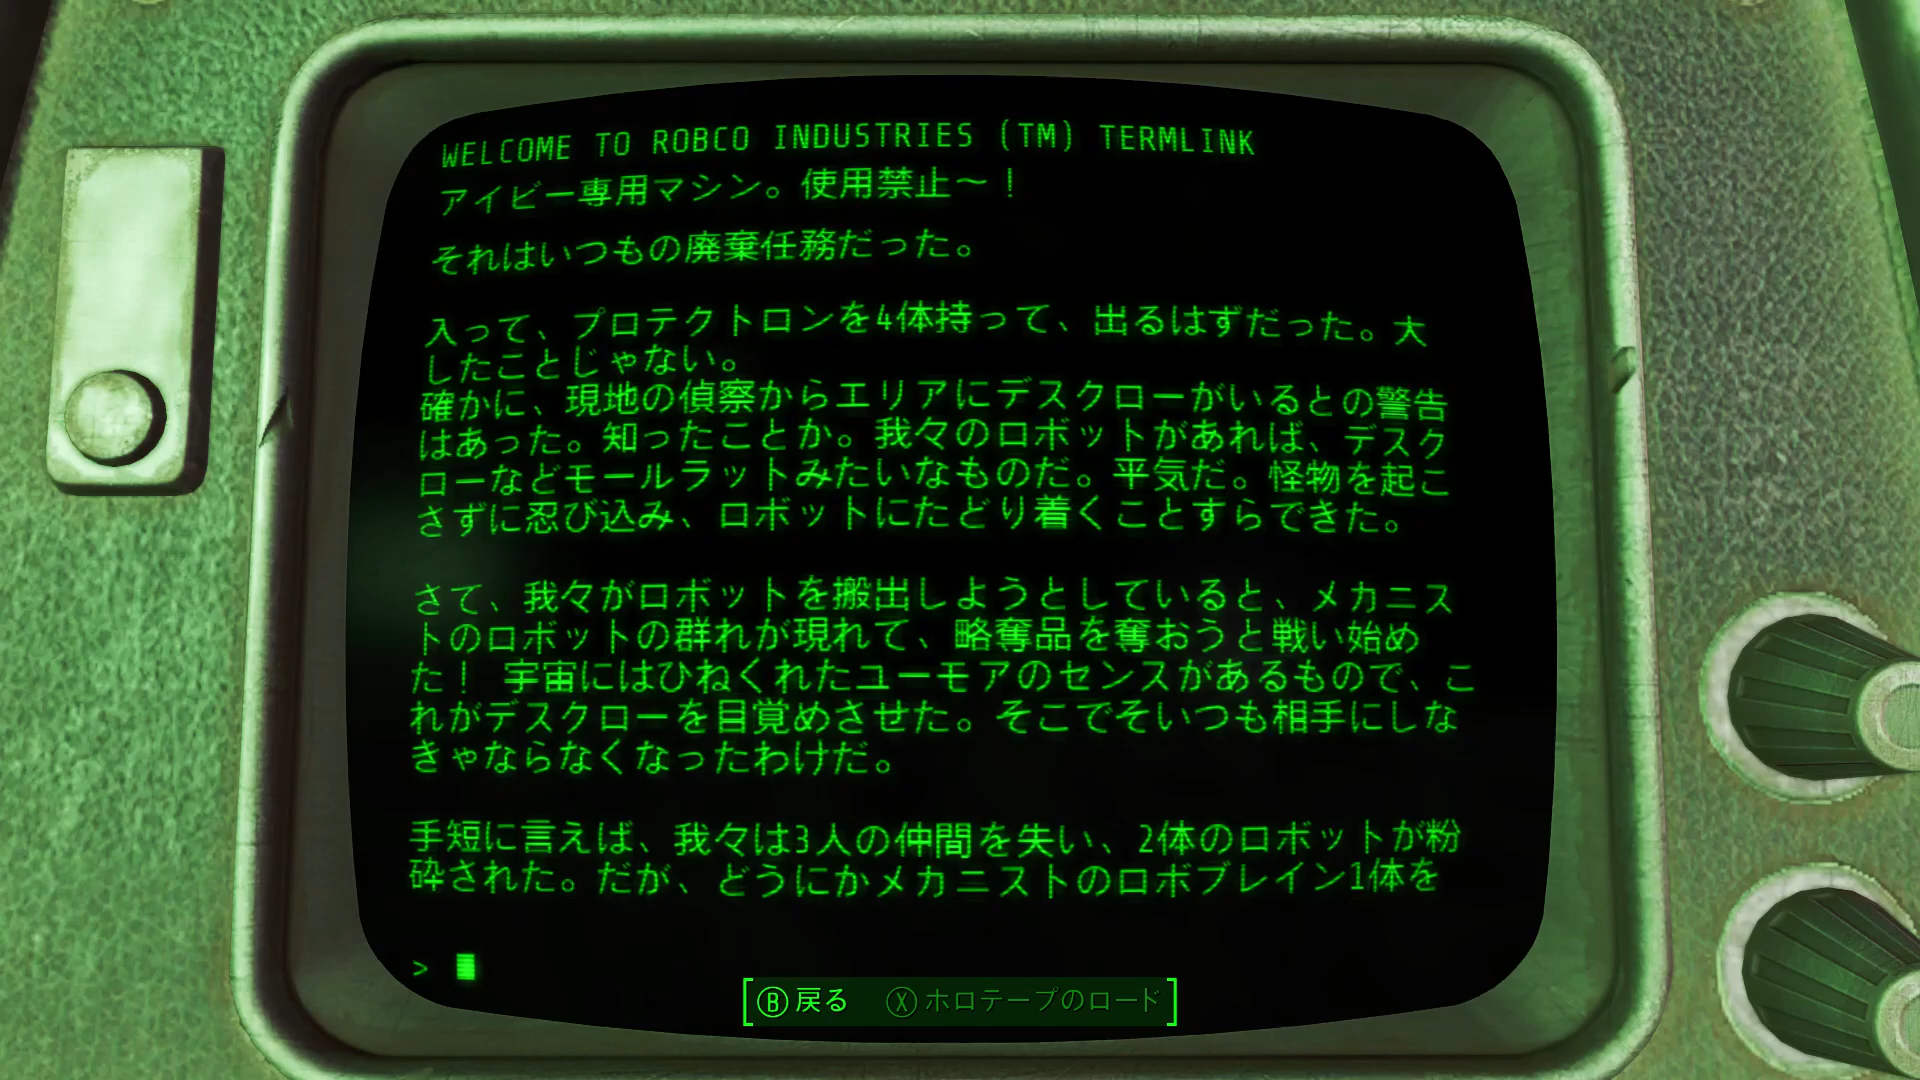 WELCOME TO ROBCO INDUSTRIES (TM) TERMLINK
アイビー専用マシン。使用禁止～！
それはいつもの廃棄任務だった。
入って、プロテクトロンを4体持って、出るはずだった。大
したことじゃない。
確かに、現地の偵察からエリアにデスクローがいるとの警告
はあった。知ったことか。我々のロボットがあれば、デスク
ローなどモールラットみたいなものだ。平気だ。怪物を起こ
さずに忍び込み、ロボットにたどり着くことすらできた。
さて、我々がロボットを搬出しようとしていると、メカニス
トのロボットの群れが現れて、略奪品を奪おうと戦い始め
た！ 宇宙にはひねくれたユーモアのセンスがあるもので、こ
れがデスクローを目覚めさせた。そこでそいつも相手にしな
きゃならなくなったわけだ。
手短に言えば、我々は3人の仲間を失い、2体のロボットが粉
砕された。だが、どうにかメカニストのロボブレイン1体を
>
B 戻る X ホロテープのロード